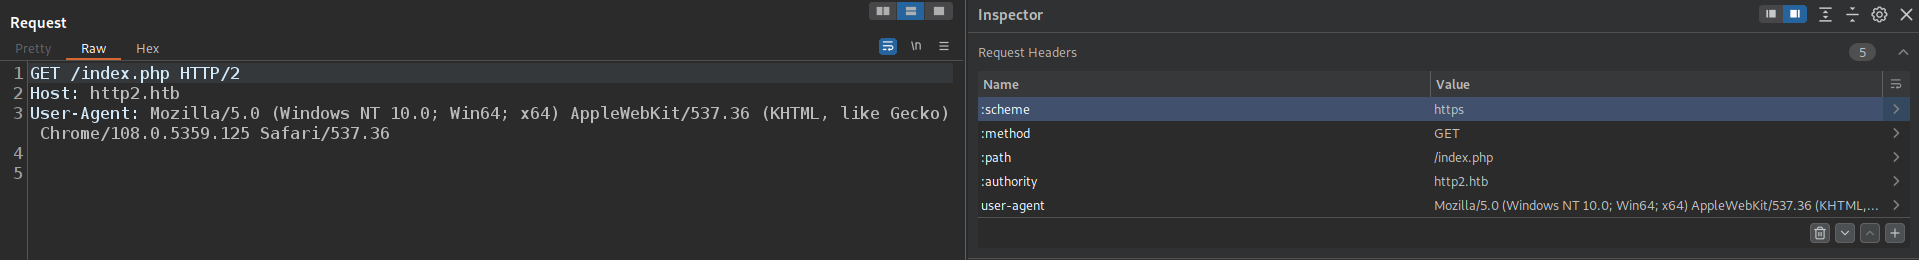 Request
Pretty Raw Hex
\n
1 GET /index.php HTTP/2
2 Host: http2.htb
3 User-Agent: Mozilla/5.0 (Windows NT 10.0; Win64; x64) AppleWebKit/537.36 (KHTML, like Gecko)
Chrome/108.0.5359.125 Safari/537.36
4
5
Inspector
Request Headers 5
Name Value
:scheme https
:method GET
:path /index.php
:authority http2.htb
user-agent Mozilla/5.0 (Windows NT 10.0; Win64; x64) AppleWebKit/537.36 (KHTML,...